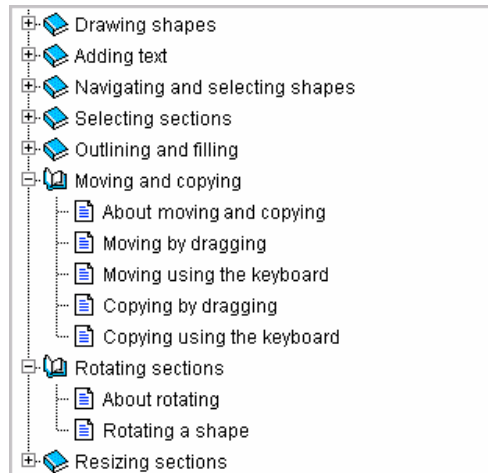 Drawing shapes
Adding text
Navigating and selecting shapes
Selecting sections
Outlining and filling
Moving and copying
About moving and copying
Moving by dragging
Moving using the keyboard
Copying by dragging
Copying using the keyboard
Rotating sections
About rotating
Rotating a shape
Resizing sections